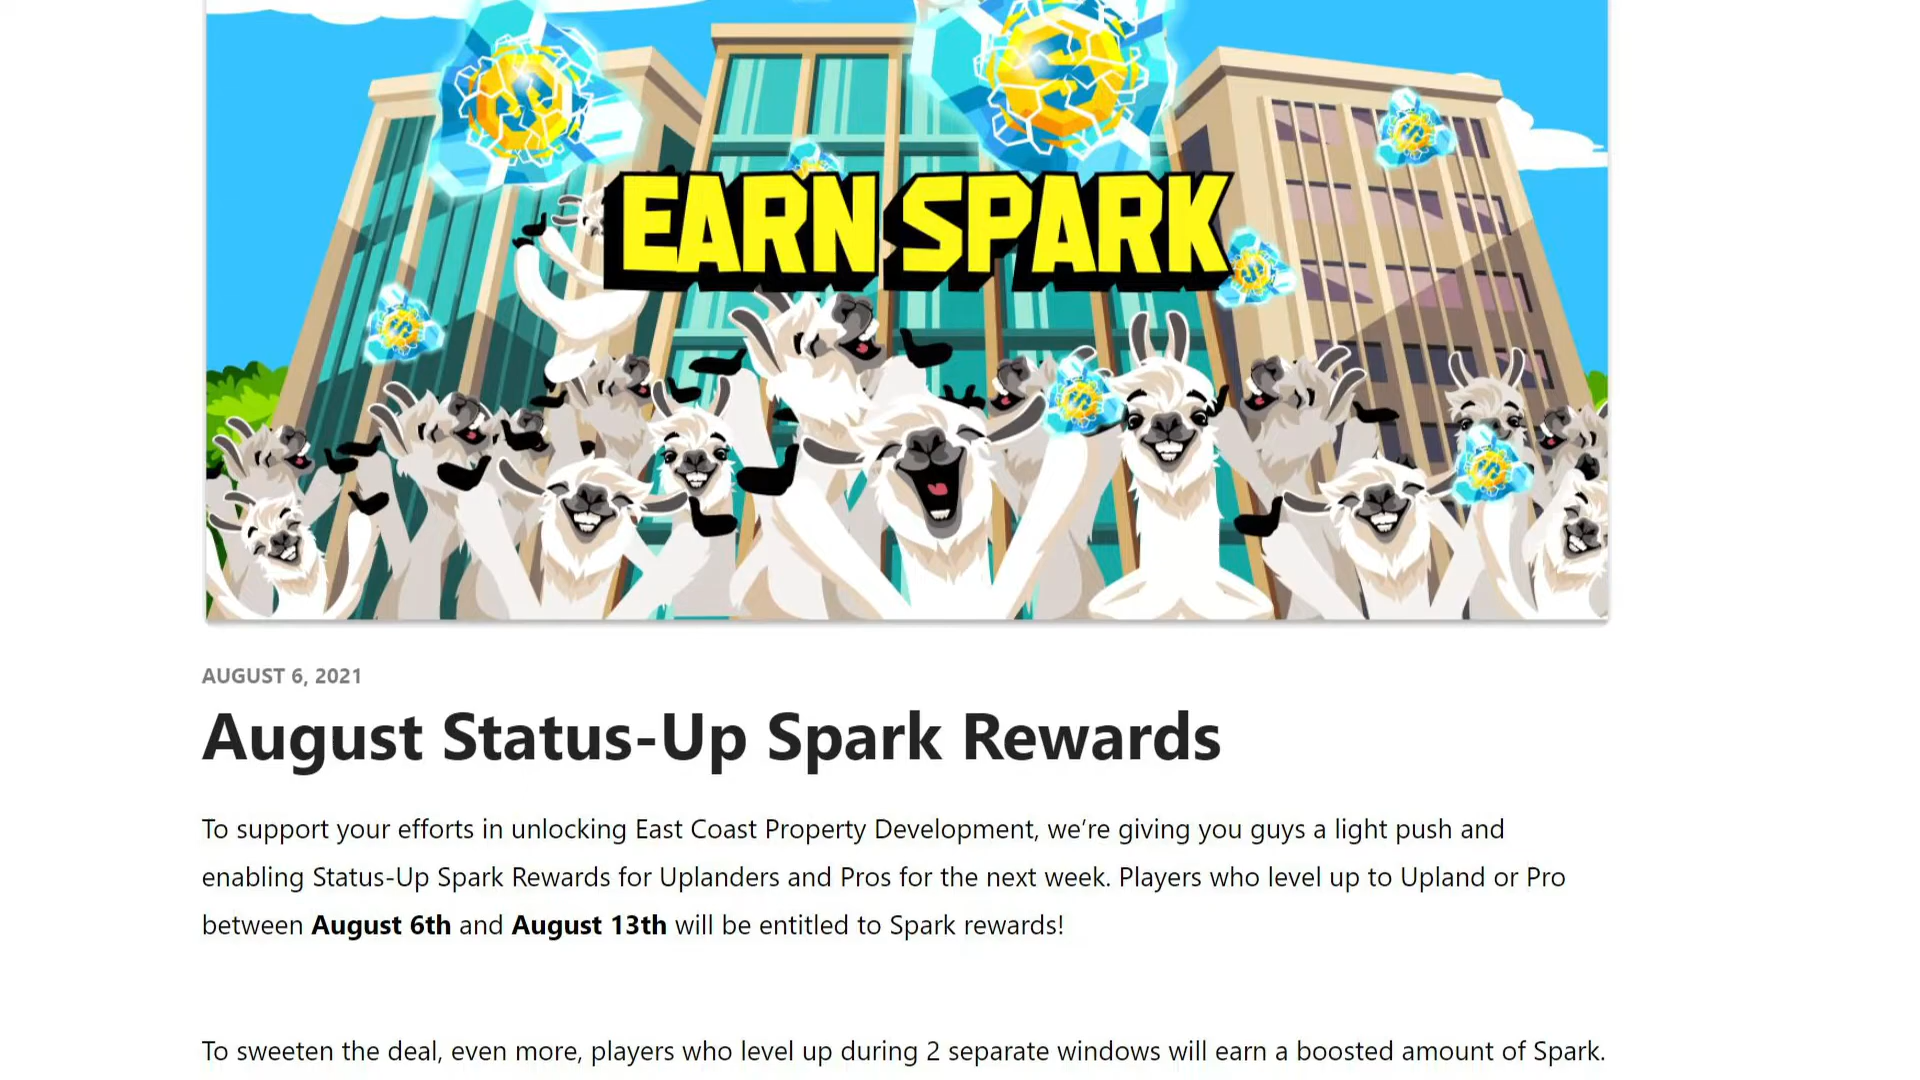 EARN SPARK
AUGUST 6, 2021
August Status-Up Spark Rewards
To support your efforts in unlocking East Coast Property Development, we’re giving you guys a light push and
enabling Status-Up Spark Rewards for Uplanders and Pros for the next week. Players who level up to Upland or Pro
between August 6th and August 13th will be entitled to Spark rewards!
To sweeten the deal, even more, players who level up during 2 separate windows will earn a boosted amount of Spark.